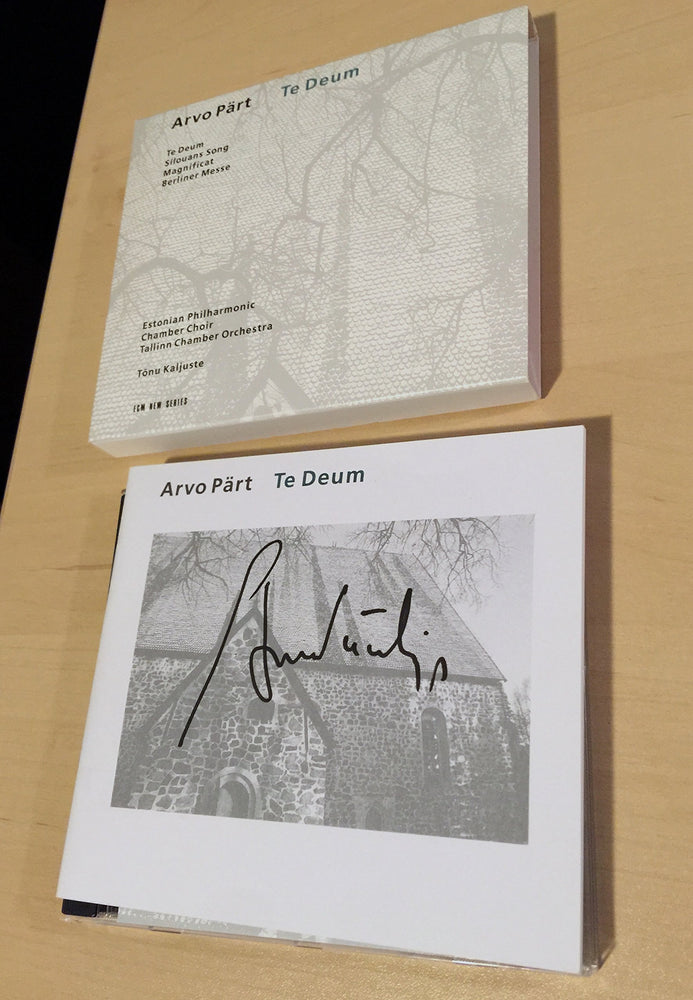 Arvo Pärt Te Deum
Te Deum
Silouans Song
Magnificat
Berliner Messe
Estonian Philharmonic
Chamber Choir
Tallinn Chamber Orchestra
Tõnu Kaljuste
ECM NEW SERIES
Arvo Pärt Te Deum